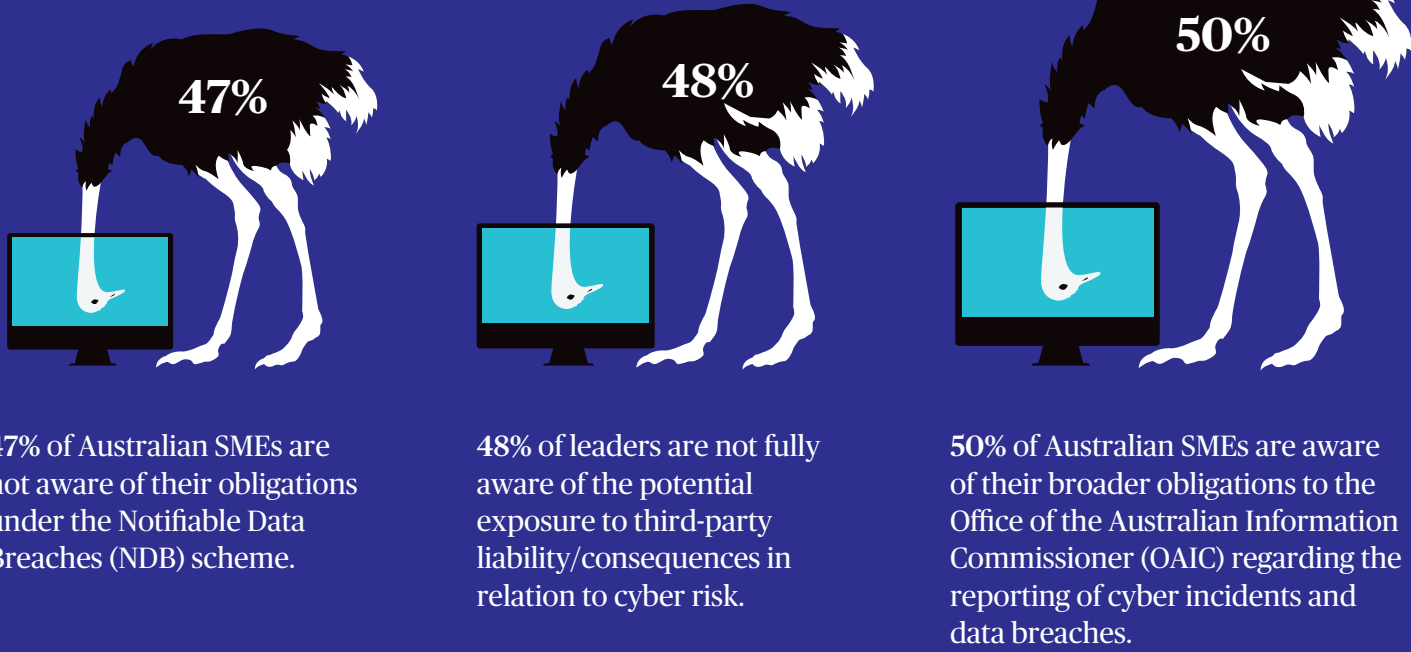 47%
48%
50%
47% of Australian SMEs are
not aware of their obligations
under the Notifiable Data
Breaches (NDB) scheme.
48% of leaders are not fully
aware of the potential
exposure to third-party
liability/consequences in
relation to cyber risk.
50% of Australian SMEs are aware
of their broader obligations to the
Office of the Australian Information
Commissioner (OAIC) regarding the
reporting of cyber incidents and
data breaches.